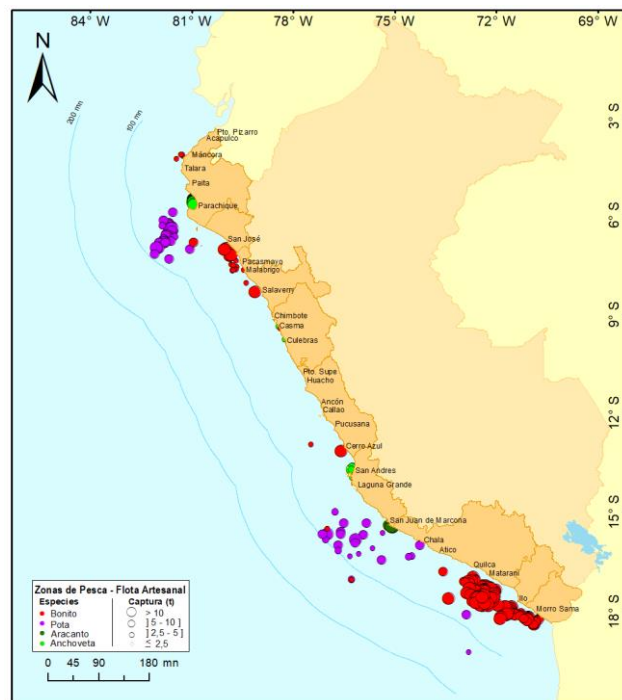 84° W 81° W 78° W 75° W 72° W 69° W
N
200 mn
100 mn
3° S
6° S
9° S
12° S
15° S
18° S
Pto. Pizarro
Acapulco
Máncora
Talara
Paita
Parachique
San José
Pacasmayo
Malabrigo
Salaverry
Chimbote
Casma
Culebras
Pto. Supe
Huacho
Ancón
Callao
Pucusana
Cerro Azul
San Andres
Laguna Grande
San Juan de Marcona
Chala
Atico
Quilca
Matarani
Ilo
Morro Sama
Zonas de Pesca - Flota Artesanal
Especies Captura (t)
Bonito > 10
Pota ] 5 - 10 ]
Aracanto ] 2,5 - 5 ]
Anchoveta ≤ 2,5
0 45 90 180 mn